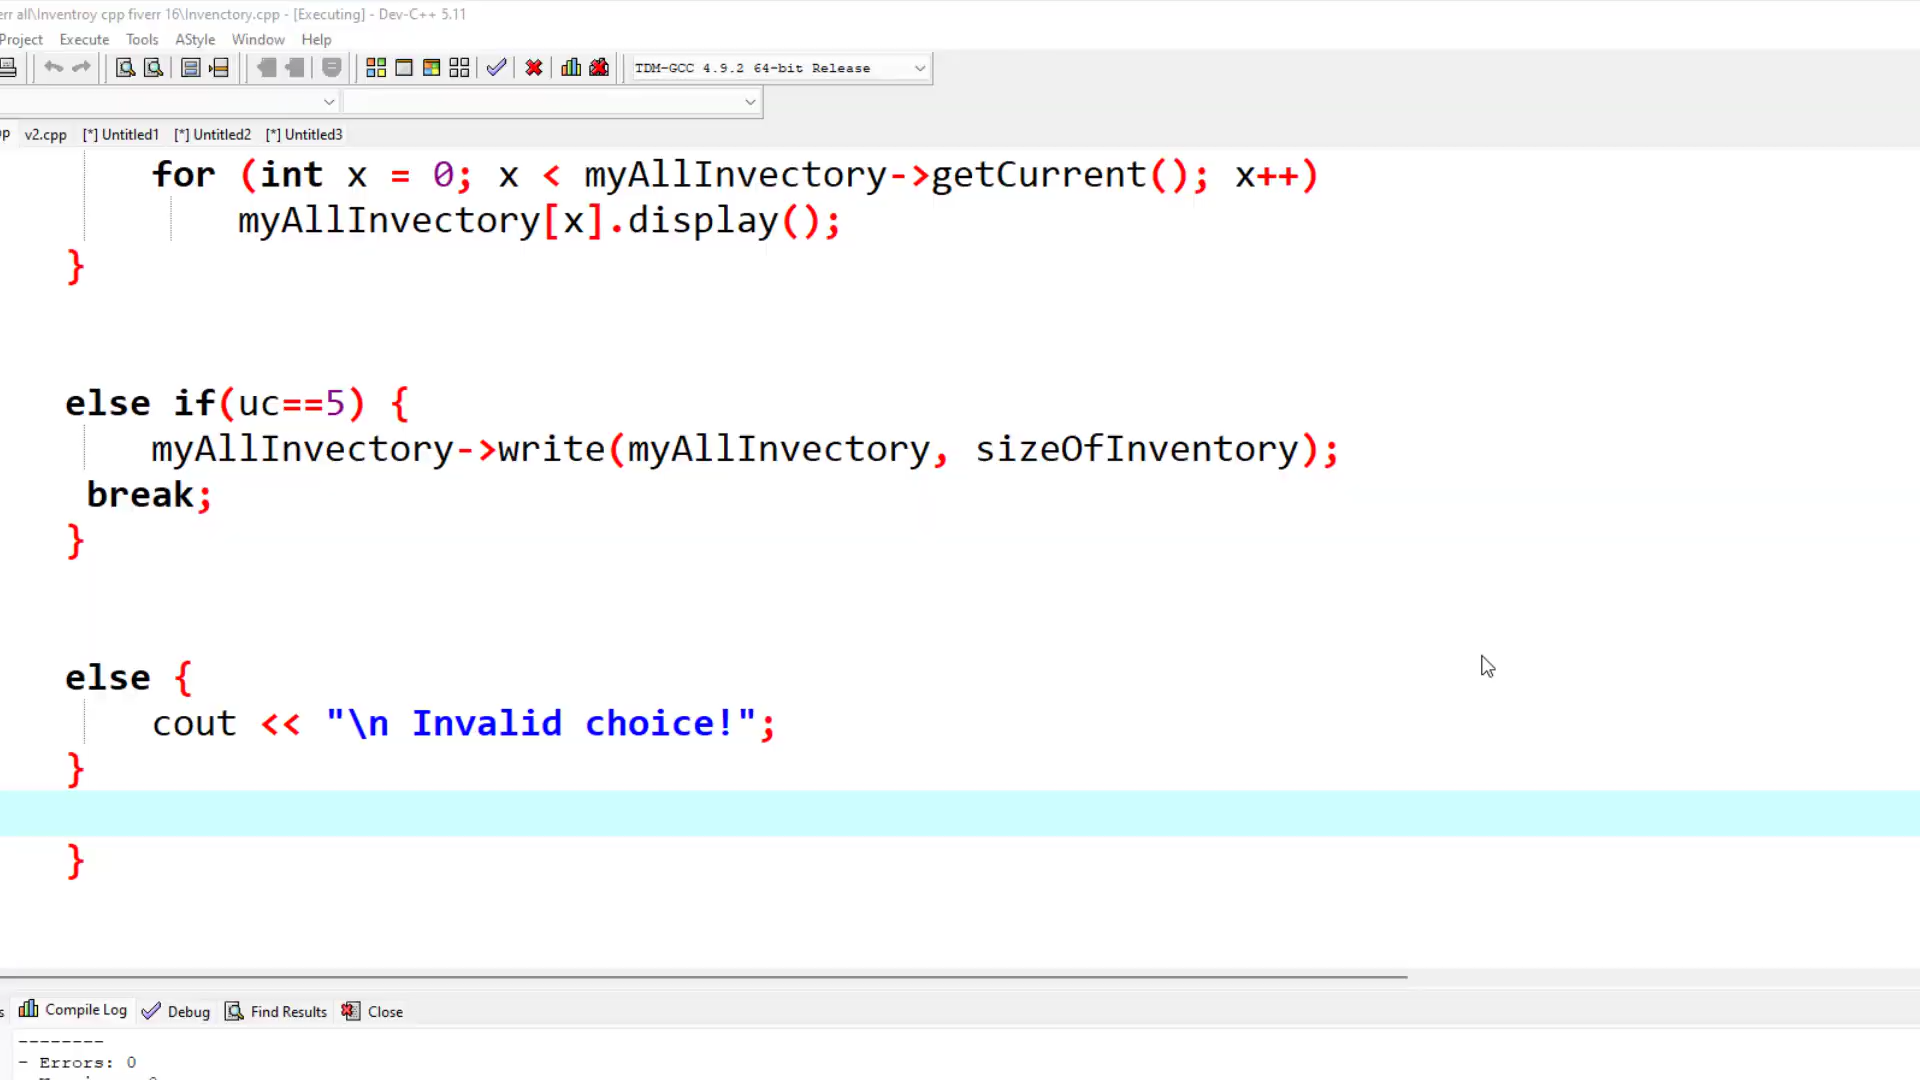 err all\Inventroy cpp fiverr 16\Invenctory.cpp - [Executing] - Dev-C++ 5.11
Project Execute Tools AStyle Window Help
TDM-GCC 4.9.2 64-bit Release
v2.cpp [*] Untitled1 [*] Untitled2 [*] Untitled3
for (int x = 0; x < myAllInvectory->getCurrent(); x++)
myAllInvectory[x].display();
}
else if(uc==5) {
myAllInvectory->write(myAllInvectory, sizeOfInventory);
break;
}
else {
cout << "\n Invalid choice!";
}
}
Compile Log Debug Find Results Close
--------
- Errors: 0